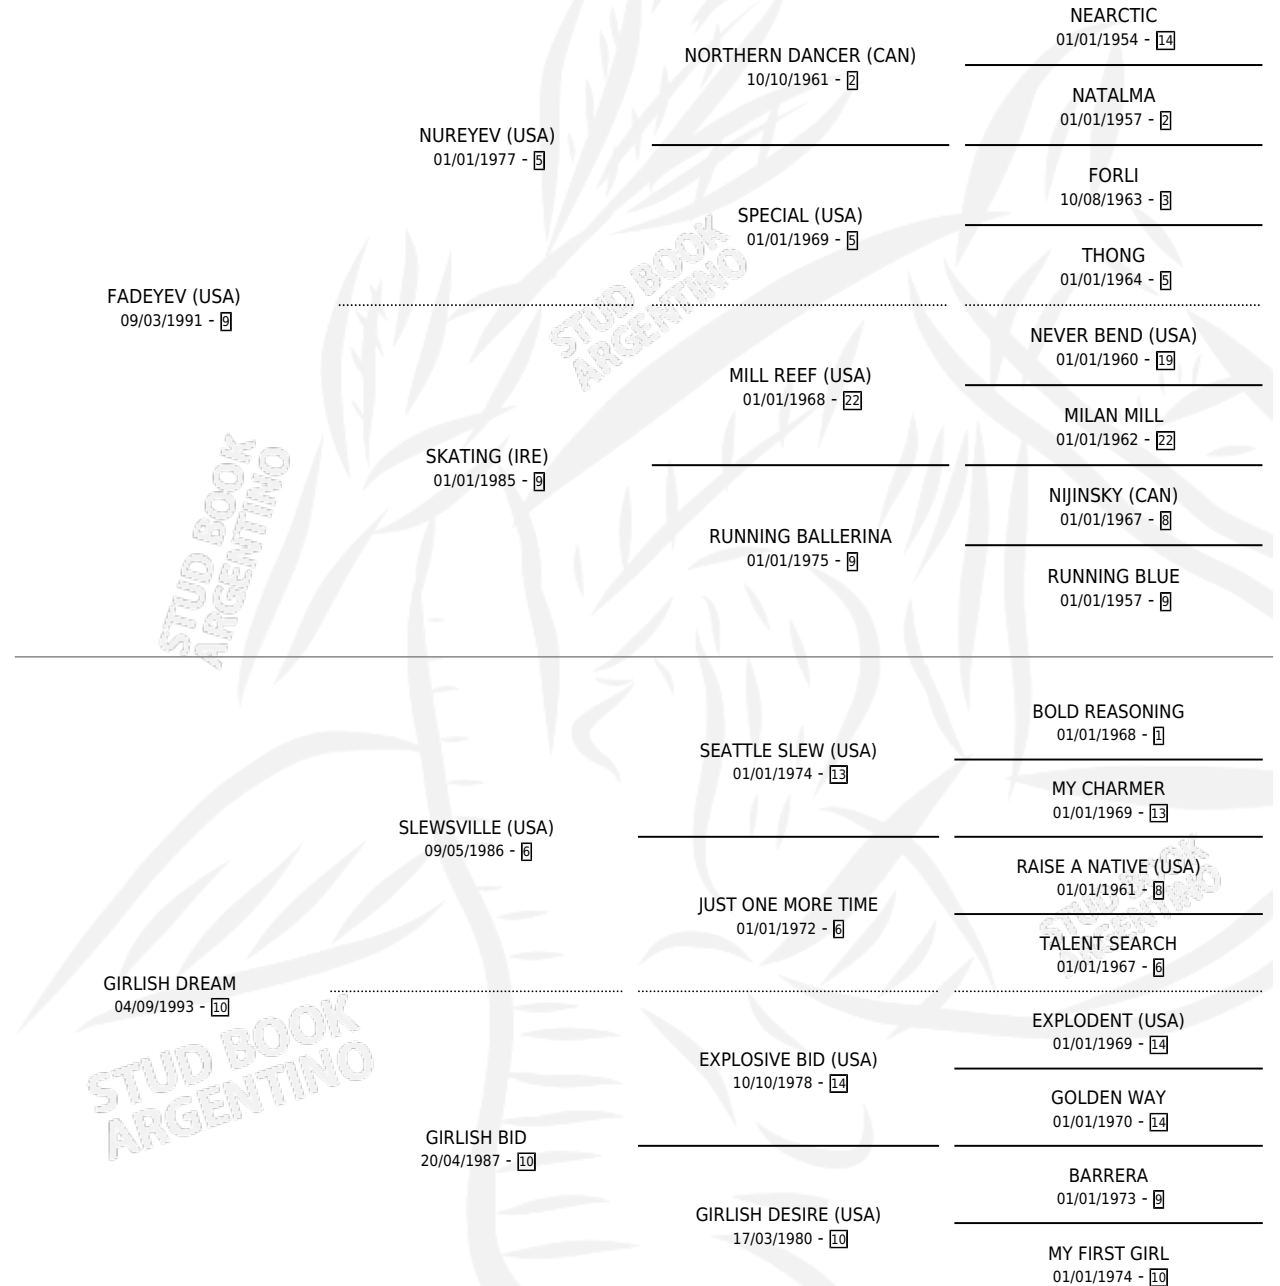 NEARCTIC
01/01/1954 - 14
NORTHERN DANCER (CAN)
10/10/1961 - 2
NATALMA
01/01/1957 - 2
NUREYEV (USA)
01/01/1977 - 5
FORLI
10/08/1963 - 3
SPECIAL (USA)
01/01/1969 - 5
THONG
01/01/1964 - 5
FADEYEV (USA)
09/03/1991 - 9
NEVER BEND (USA)
01/01/1960 - 19
MILL REEF (USA)
01/01/1968 - 22
MILAN MILL
01/01/1962 - 22
SKATING (IRE)
01/01/1985 - 9
NIJINSKY (CAN)
01/01/1967 - 8
RUNNING BALLERINA
01/01/1975 - 9
RUNNING BLUE
01/01/1957 - 9
BOLD REASONING
01/01/1968 - 1
SEATTLE SLEW (USA)
01/01/1974 - 13
MY CHARMER
01/01/1969 - 13
SLEWSVILLE (USA)
09/05/1986 - 6
RAISE A NATIVE (USA)
01/01/1961 - 8
JUST ONE MORE TIME
01/01/1972 - 6
TALENT SEARCH
01/01/1967 - 6
GIRLISH DREAM
04/09/1993 - 10
EXPLODENT (USA)
01/01/1969 - 14
EXPLOSIVE BID (USA)
10/10/1978 - 14
GOLDEN WAY
01/01/1970 - 14
GIRLISH BID
20/04/1987 - 10
BARRERA
01/01/1973 - 9
GIRLISH DESIRE (USA)
17/03/1980 - 10
MY FIRST GIRL
01/01/1974 - 10
STUD BOOK
ARGENTINO
STUD BOOK
ARGENTINO
STUD BOOK
ARGENTINO
STUD BOOK
ARGENTINO